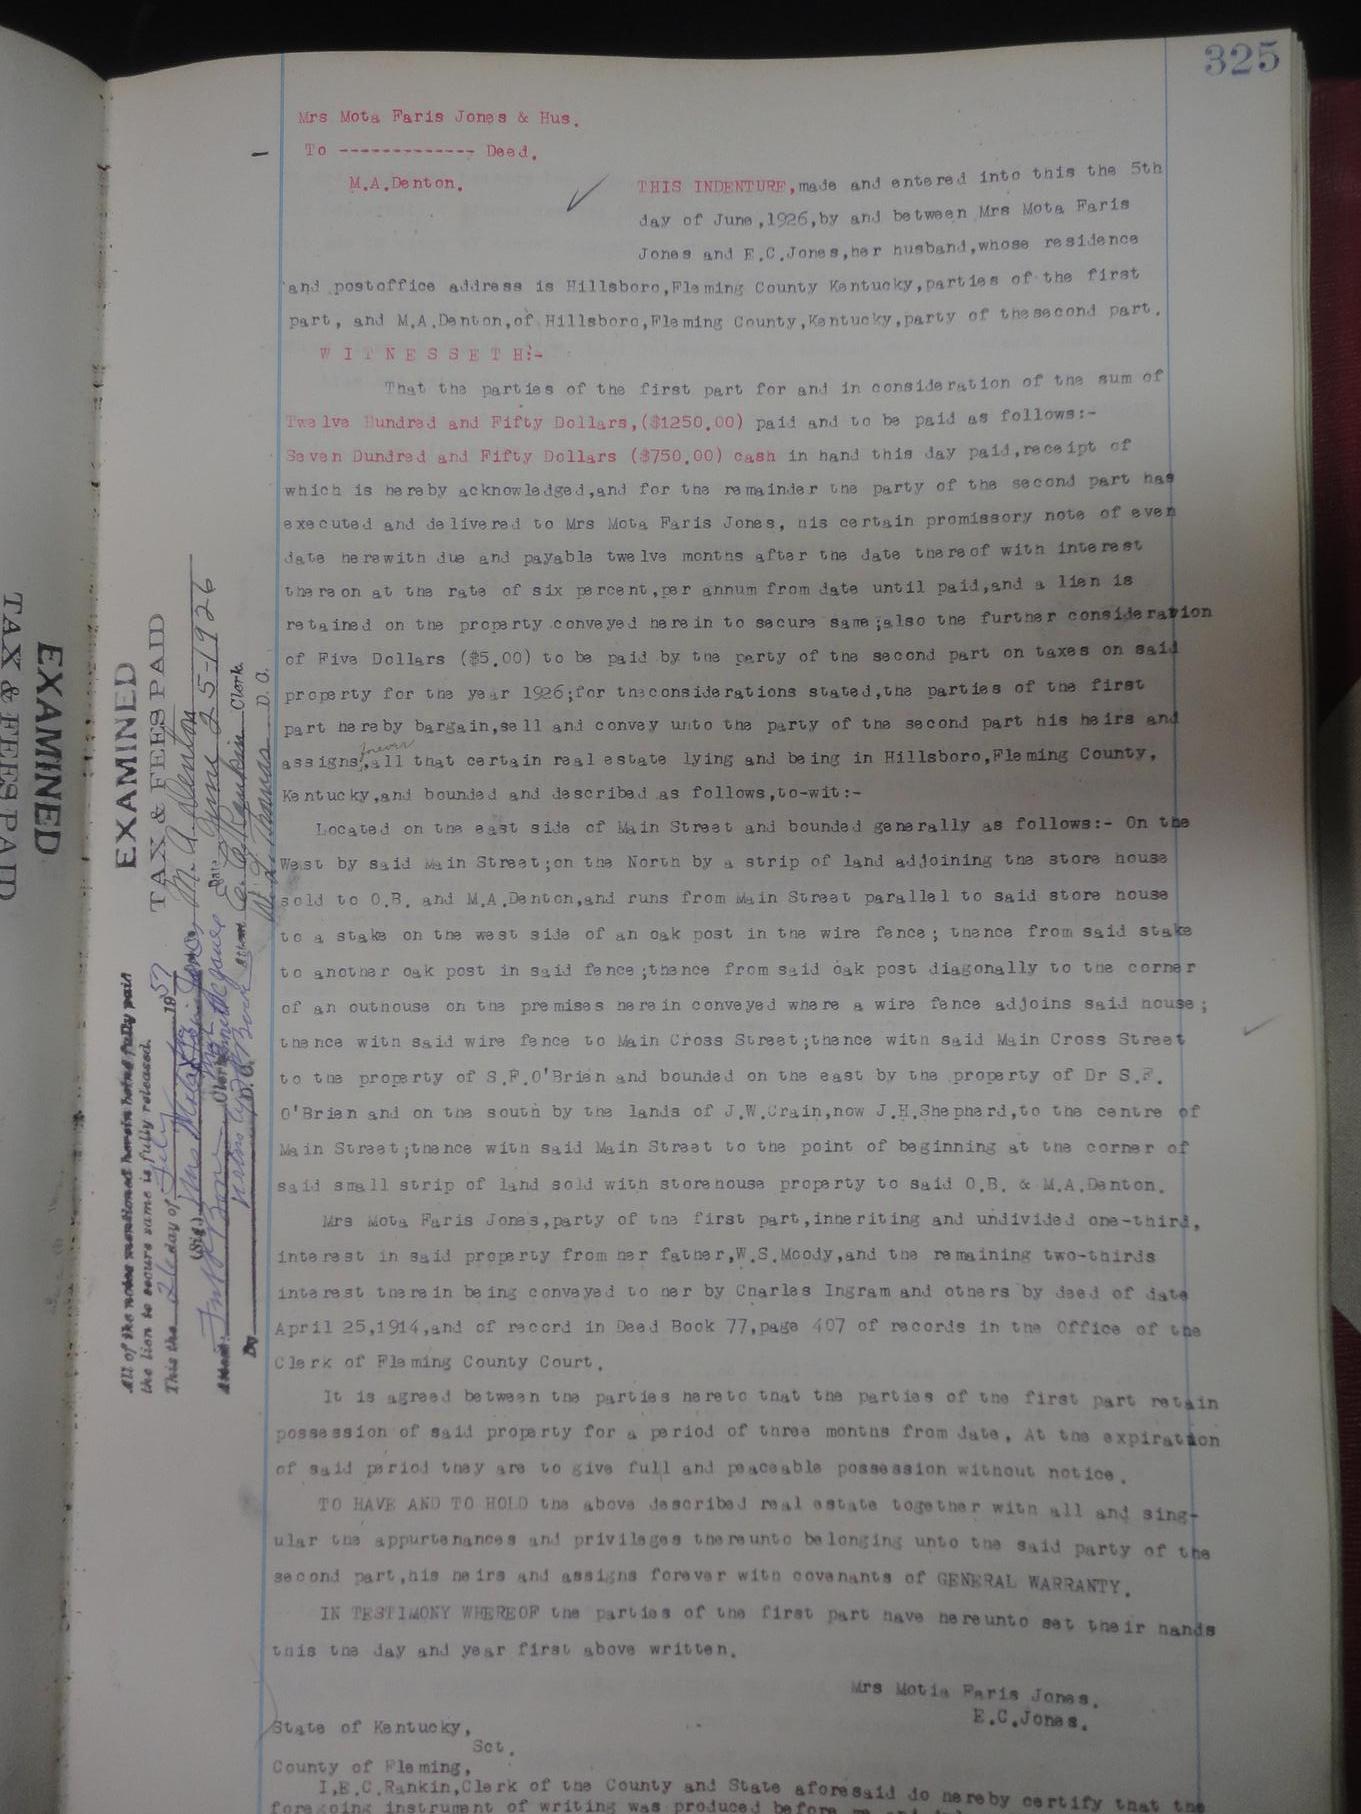 325
Mrs Mota Faris Jones & Hus.
To ------------- Deed.
M.A.Denton.
THIS INDENTURE,made and entered into this the 5th
day of June,1926,by and between Mrs Mota Faris
Jones and E.C.Jones,her husband,whose residence
and postoffice address is Hillsboro,Fleming County Kentucky,parties of the first
part, and M.A.Denton,of Hillsboro,Fleming County,Kentucky,party of thesecond part.
W I T N E S S E T H:-
That the parties of the first part for and in consideration of the sum of
Twelve Hundred and Fifty Dollars,($1250.00) paid and to be paid as follows:-
Seven Dundred and Fifty Dollars ($750.00) cash in hand this day paid,receipt of
which is hereby acknowledged,and for the remainder the party of the second part has
executed and delivered to Mrs Mota Faris Jones, his certain promissory note of even
date herewith due and payable twelve months after the date thereof with interest
thereon at the rate of six percent,per annum from date until paid,and a lien is
retained on the property conveyed herein to secure same;also the further consideration
of Five Dollars ($5.00) to be paid by the party of the second part on taxes on said
property for the year 1926;for theconsiderations stated,the parties of the first
part hereby bargain,sell and convey unto the party of the second part his heirs and
forever
assigns,all that certain real estate lying and being in Hillsboro,Fleming County,
Kentucky,and bounded and described as follows,to-wit:-
Located on the east side of Main Street and bounded generally as follows:- On the
West by said Main Street;on the North by a strip of land adjoining the store house
sold to O.B. and M.A.Denton,and runs from Main Street parallel to said store house
to a stake on the west side of an oak post in the wire fence; thence from said stake
to another oak post in said fence;thence from said oak post diagonally to the corner
of an outhouse on the premises herein conveyed where a wire fence adjoins said house;
thence with said wire fence to Main Cross Street;thence with said Main Cross Street
to the property of S.F.O'Brien and bounded on the east by the property of Dr S.F.
O'Brien and on the south by the lands of J.W.Crain,now J.H.Shepherd,to the centre of
Main Street;thence with said Main Street to the point of beginning at the corner of
said small strip of land sold with storehouse property to said O.B. & M.A.Denton.
Mrs Mota Faris Jones,party of the first part,inheriting and undivided one-third,
interest in said property from her father,W.S.Moody,and the remaining two-thirds
interest therein being conveyed to her by Charles Ingram and others by deed of date
April 25,1914,and of record in Deed Book 77,page 407 of records in the Office of the
Clerk of Fleming County Court.
It is agreed between the parties hereto that the parties of the first part retain
possession of said property for a period of three months from date. At the expiration
of said period they are to give full and peaceable possession without notice.
TO HAVE AND TO HOLD the above described real estate together with all and sing-
ular the appurtenances and privileges thereunto belonging unto the said party of the
second part,his heirs and assigns forever with covenants of GENERAL WARRANTY.
IN TESTIMONY WHEREOF the parties of the first part have hereunto set their hands
this the day and year first above written.
Mrs Motia Faris Jones.
E.C.Jones.
State of Kentucky,
Sct.
County of Fleming,
I,E.C.Rankin,Clerk of the County and State aforesaid do hereby certify that the
foregoing instrument of writing was produced before me
EXAMINED
TAX & FEES PAID
M. A. Denton
Date June 25-1926
Clerk
D. C.
All of the notes mentioned herein being fully paid
the lien to secure same is fully released.
This the 26 day of July
By D. C.
EXAMINED
TAX & FEES PAID